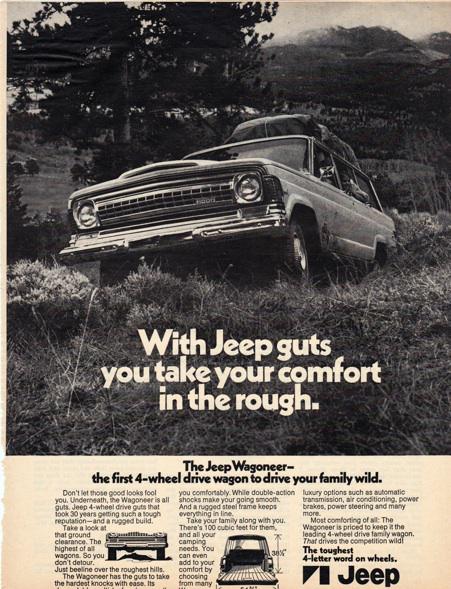 Jeep
With Jeep guts
you take your comfort
in the rough.
The Jeep Wagoneer–
the first 4-wheel drive wagon to drive your family wild.
Don't let those good looks fool
you. Underneath, the Wagoneer is all
guts. Jeep 4-wheel drive guts that
took 30 years getting such a tough
reputation—and a rugged build.
Take a look at
that ground
clearance. The
highest of all
wagons. So you
don't detour.
Just beeline over the roughest hills.
The Wagoneer has the guts to take
the hardest knocks with ease. Its
you comfortably. While double-action
shocks make your going smooth.
And a rugged steel frame keeps
everything in line.
Take your family along with you.
There's 100 cubic feet for them,
and all your
camping
needs. You
can even
add to your
comfort by
choosing
from many
luxury options such as automatic
transmission, air conditioning, power
brakes, power steering and many
more.
Most comforting of all: The
Wagoneer is priced to keep it the
leading 4-wheel drive family wagon.
That drives the competition wild!
The toughest
4-letter word on wheels.
Jeep